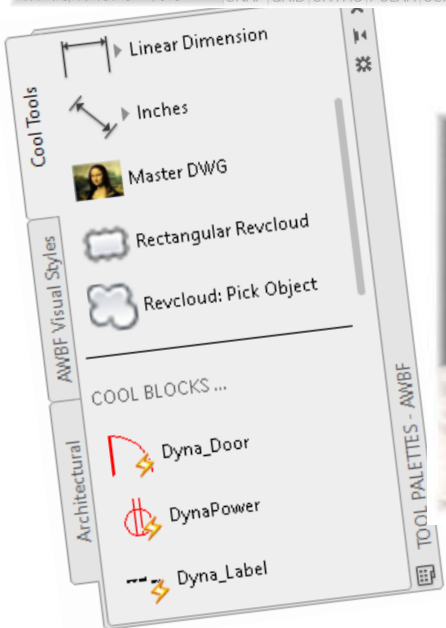 Linear Dimension
Inches
Master DWG
Rectangular Revcloud
Revcloud: Pick Object
COOL BLOCKS ...
Dyna_Door
DynaPower
Dyna_Label
Cool Tools
AWBF Visual Styles
Architectural
TOOL PALETTES - AWBF